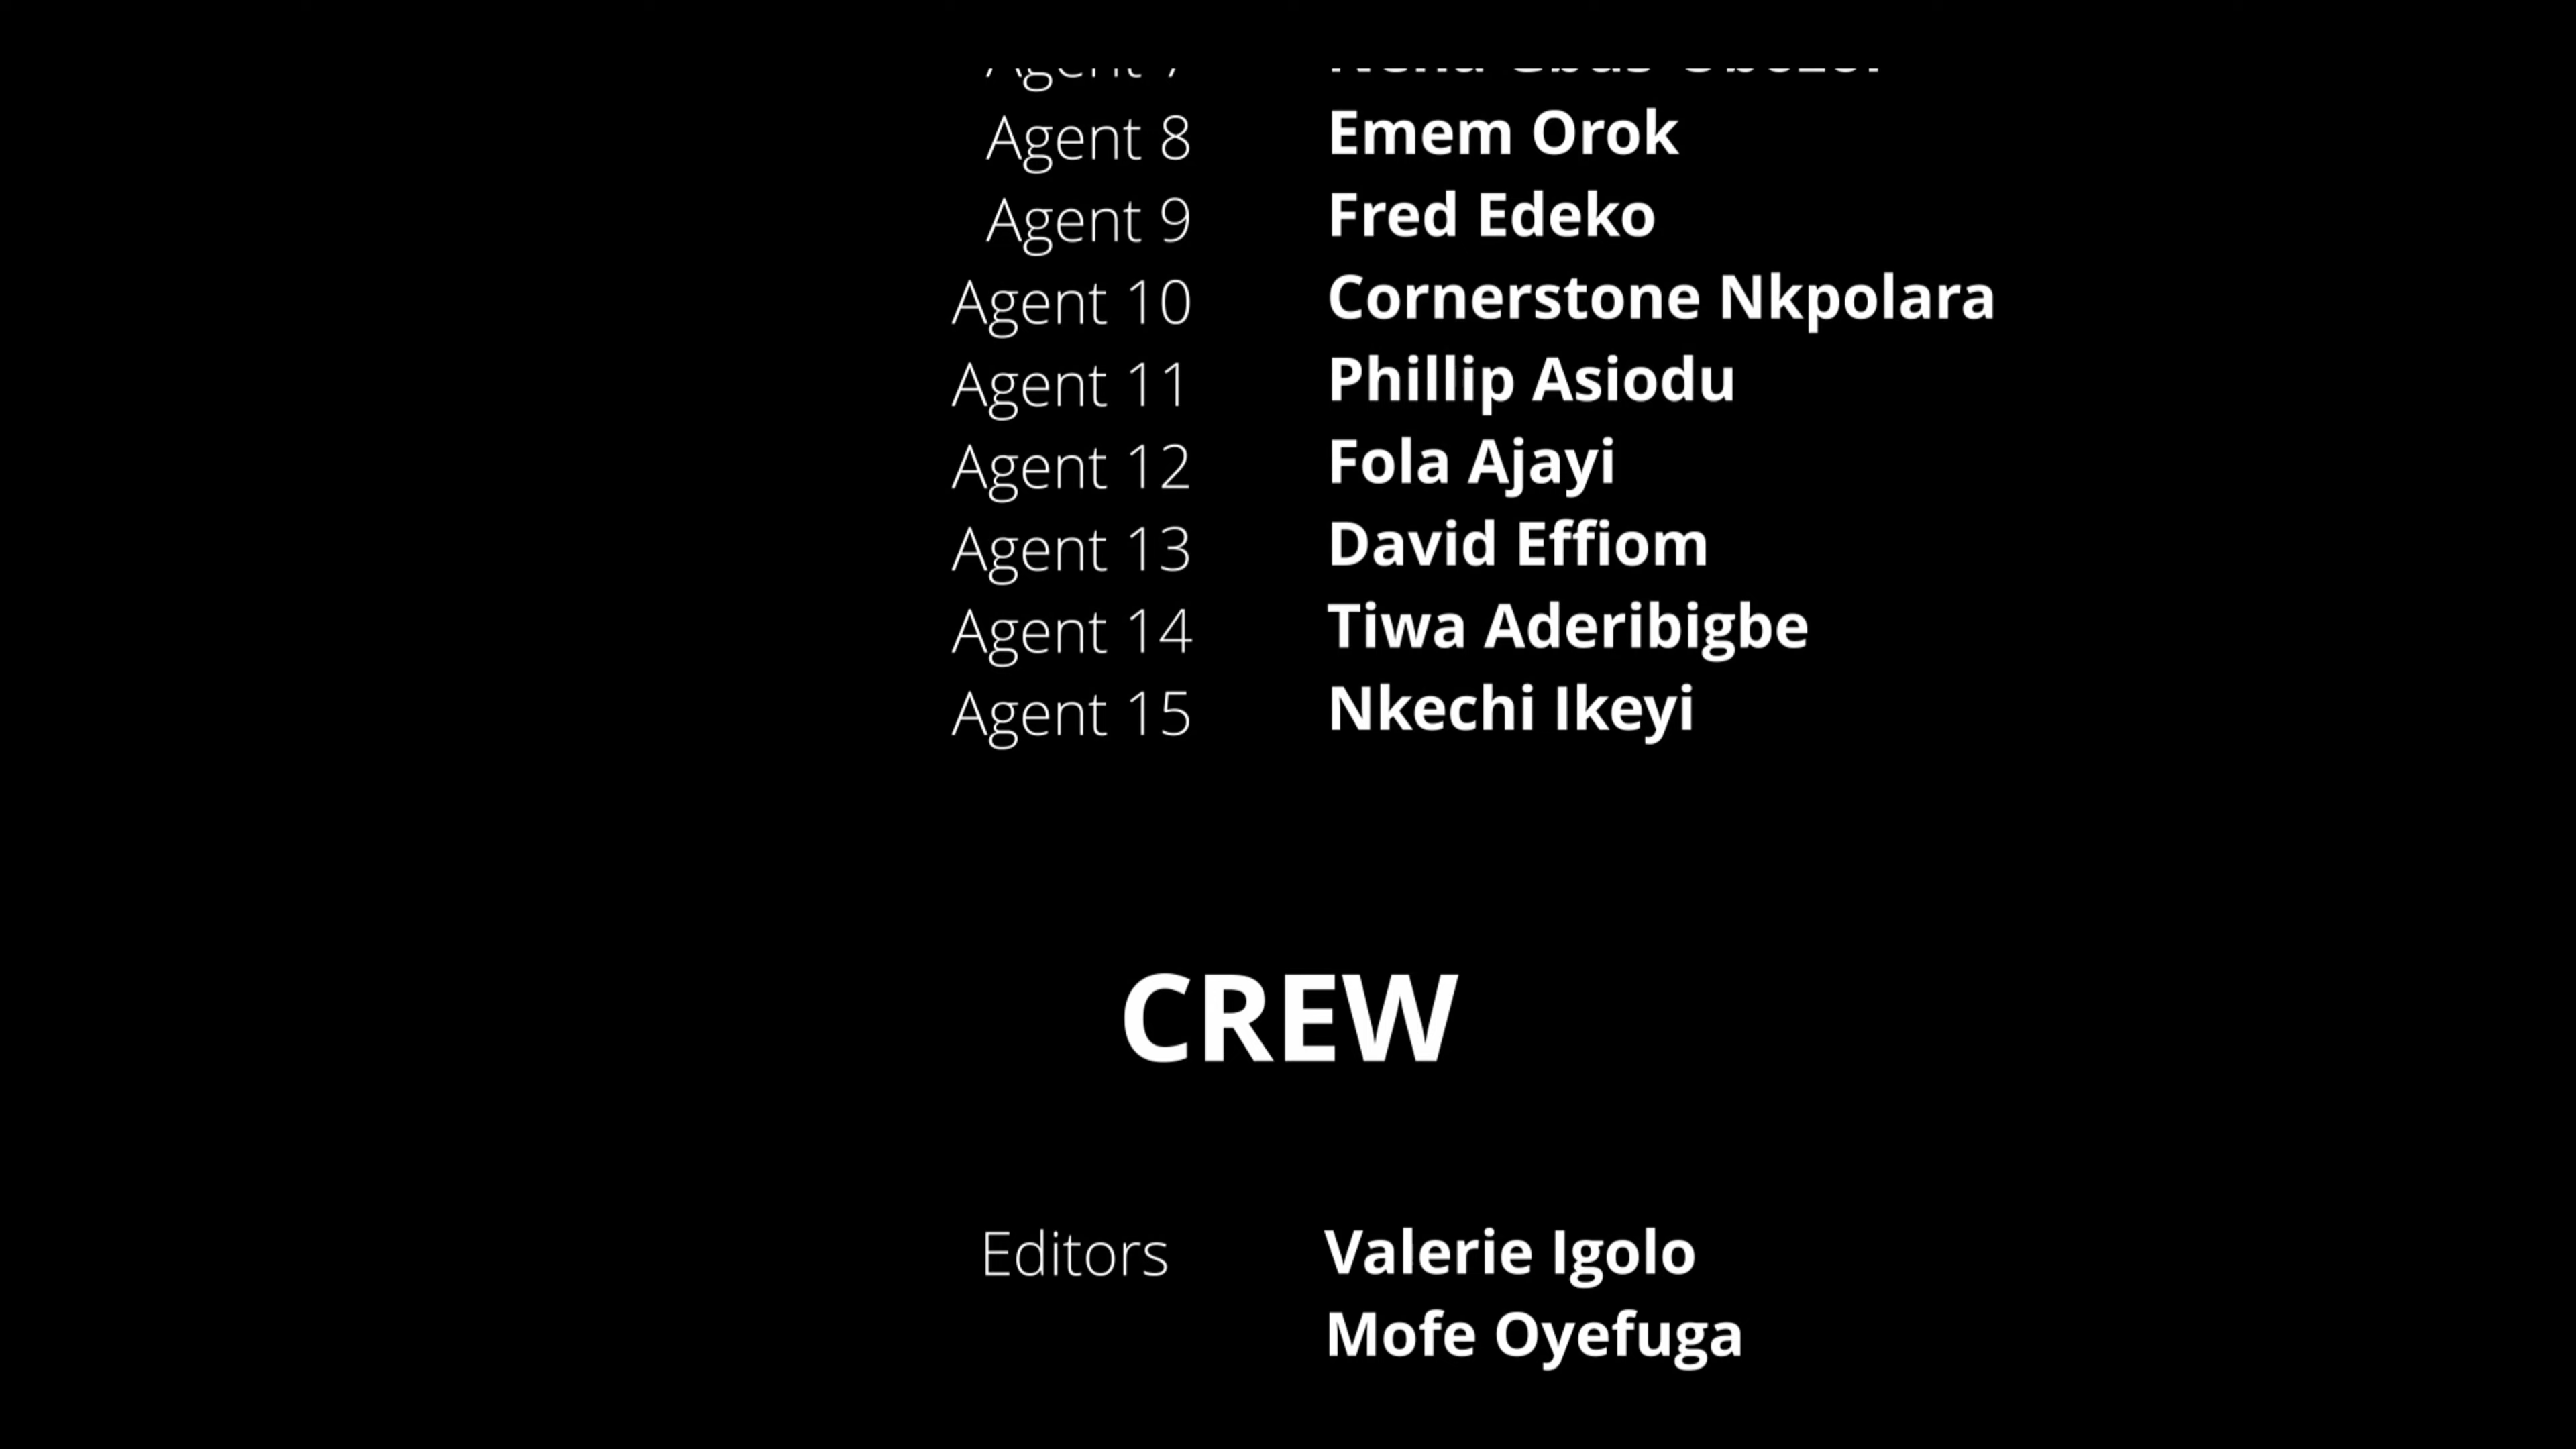 Agent 8 Emem Orok
Agent 9 Fred Edeko
Agent 10 Cornerstone Nkpolara
Agent 11 Phillip Asiodu
Agent 12 Fola Ajayi
Agent 13 David Effiom
Agent 14 Tiwa Aderibigbe
Agent 15 Nkechi Ikeyi
CREW
Editors Valerie Igolo
Mofe Oyefuga